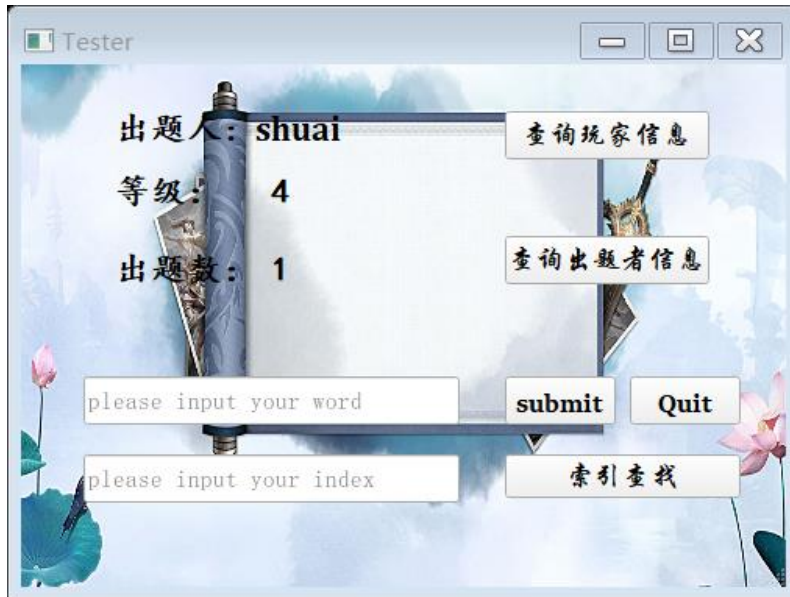 Tester
出题人：shuai
查询玩家信息
等级： 4
出题数： 1
查询出题者信息
please input your word
submit
Quit
please input your index
索引查找